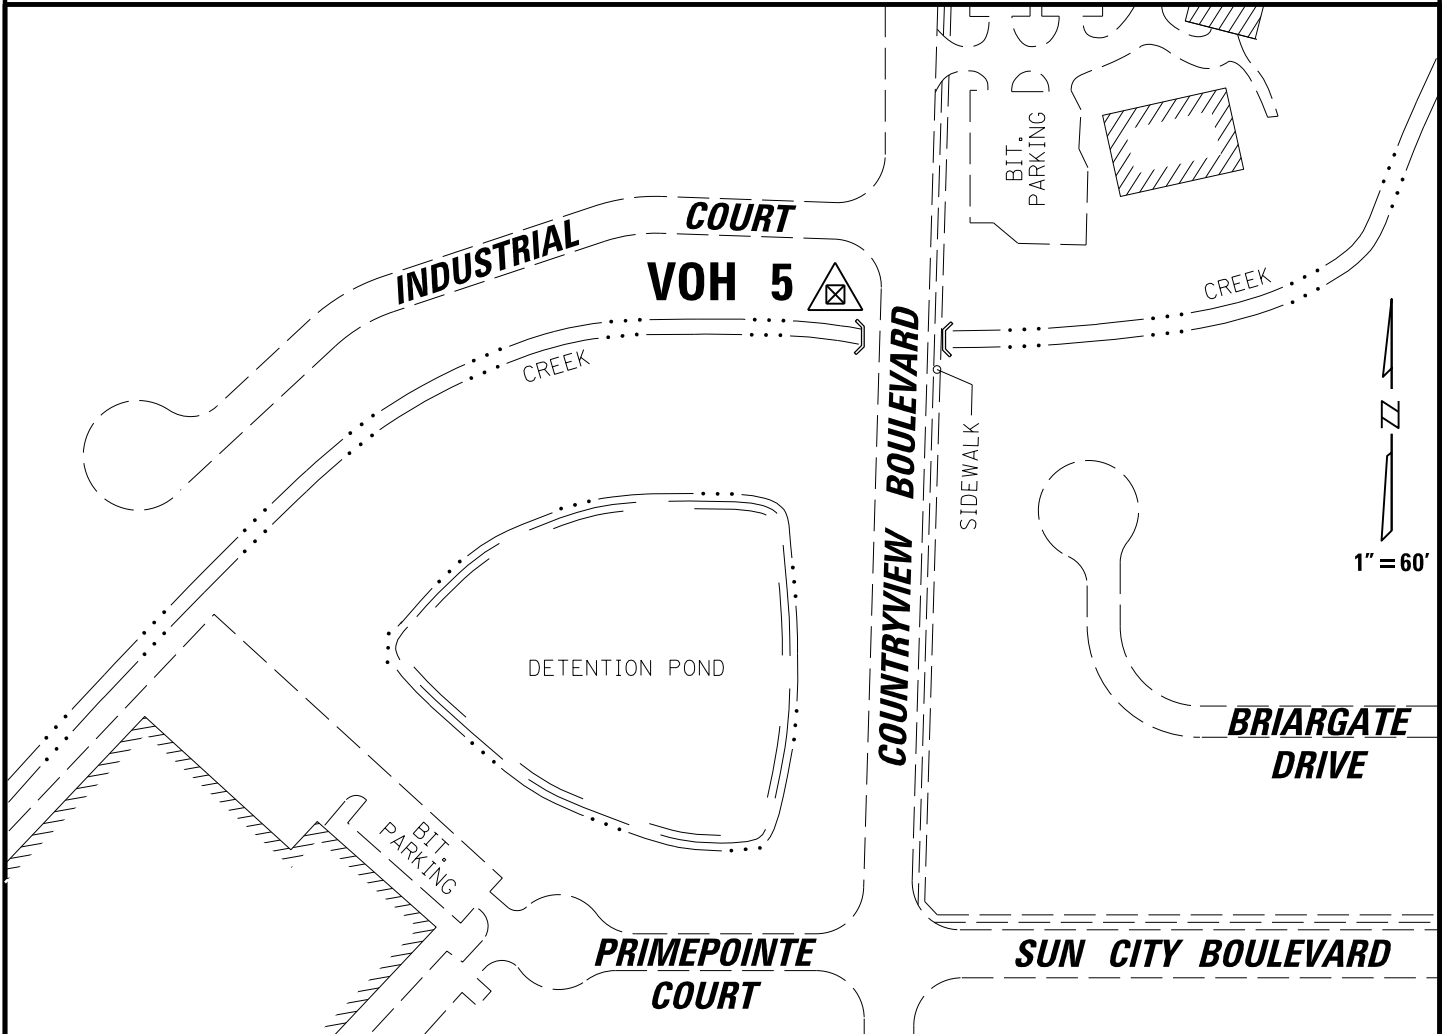 BIT.
PARKING
COURT
INDUSTRIAL
VOH 5
CREEK
CREEK
COUNTRYVIEW BOULEVARD
SIDEWALK
N
1" = 60'
DETENTION POND
BRIARGATE
DRIVE
BIT.
PARKING
PRIMEPOINTE
COURT
SUN CITY BOULEVARD